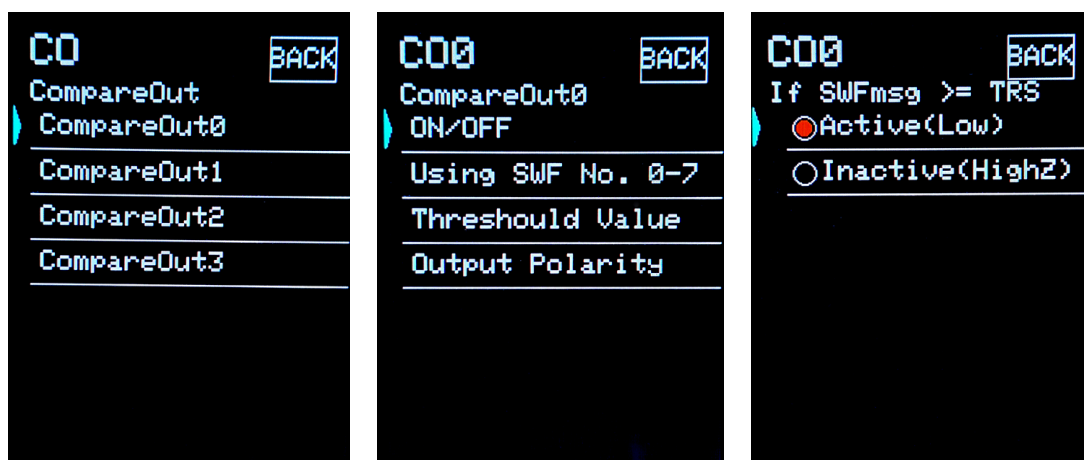 CO
BACK
CompareOut
CompareOut0
CompareOut1
CompareOut2
CompareOut3
CO0
BACK
CompareOut0
ON/OFF
Using SWF No. 0-7
Threshould Value
Output Polarity
CO0
BACK
If SWFmsg >= TRS
Active(Low)
Inactive(HighZ)